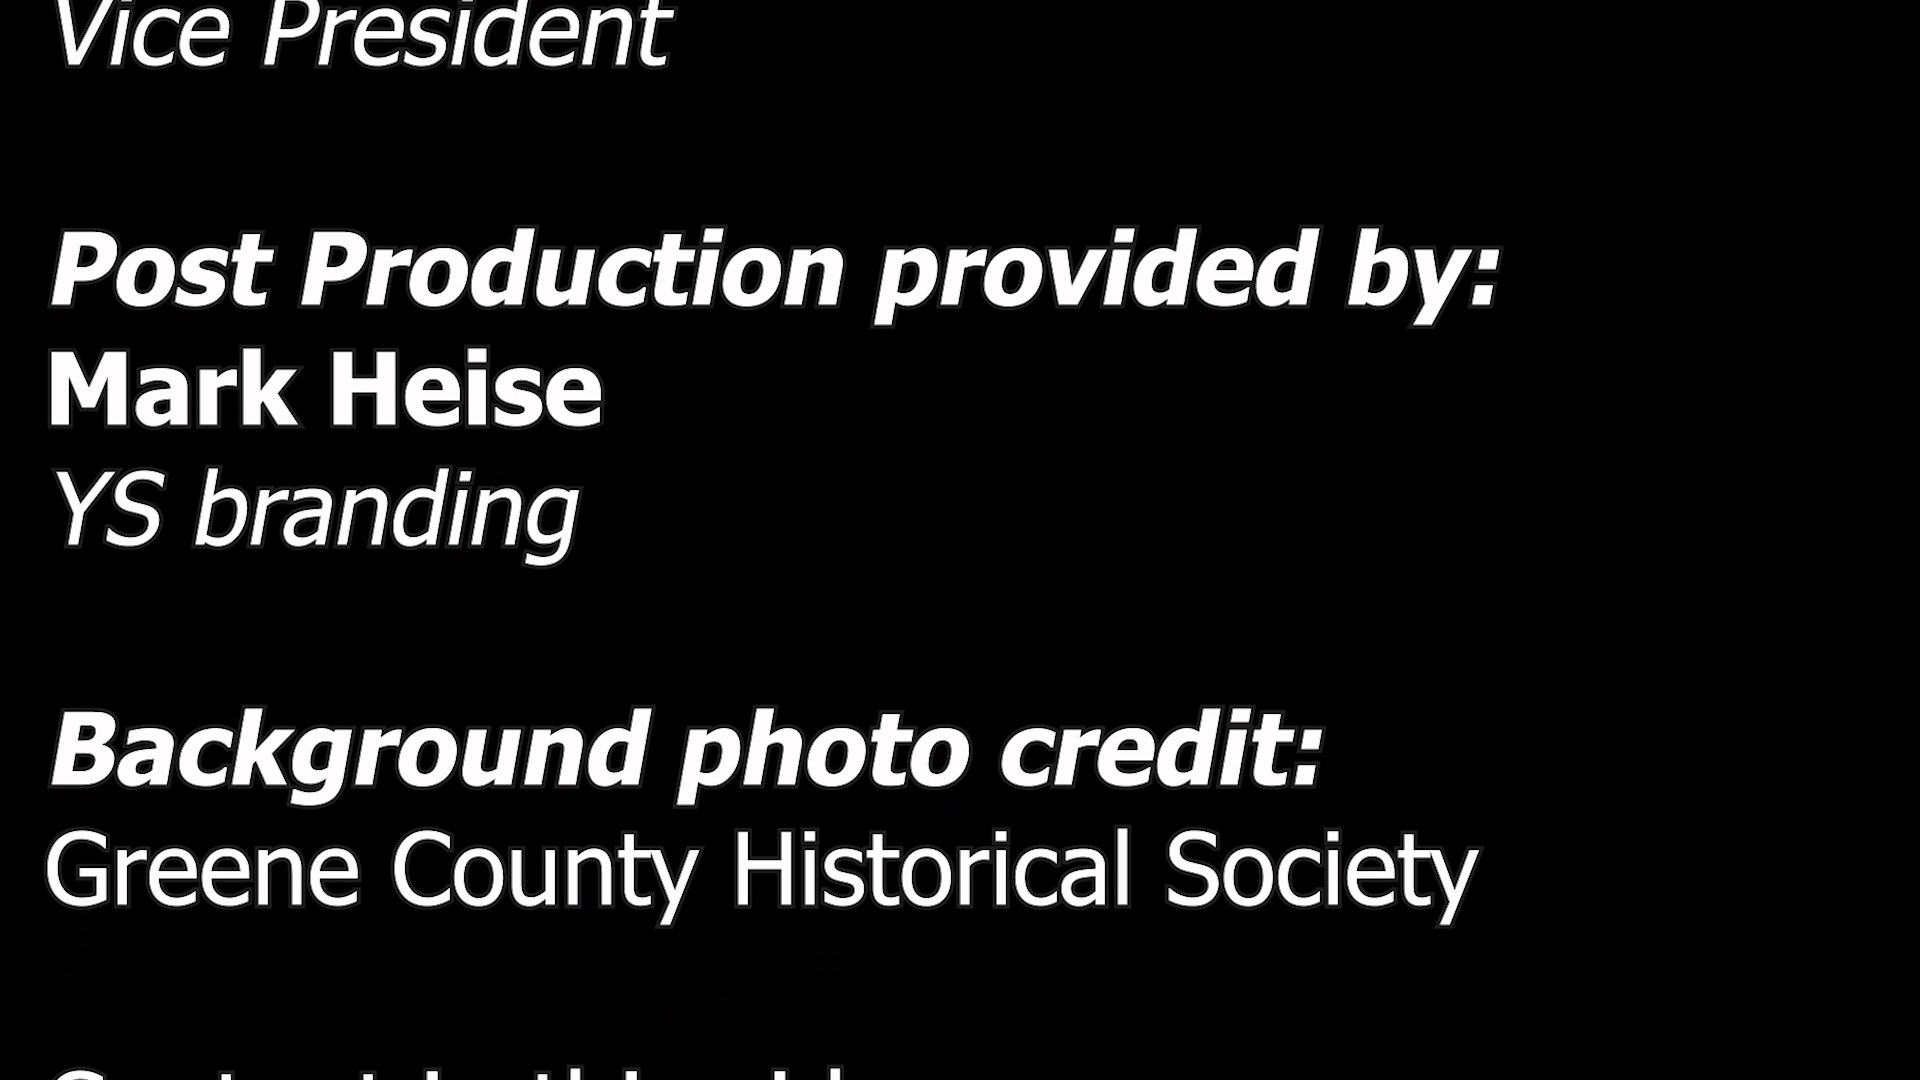 Vice President
Post Production provided by:
Mark Heise
YS branding
Background photo credit:
Greene County Historical Society